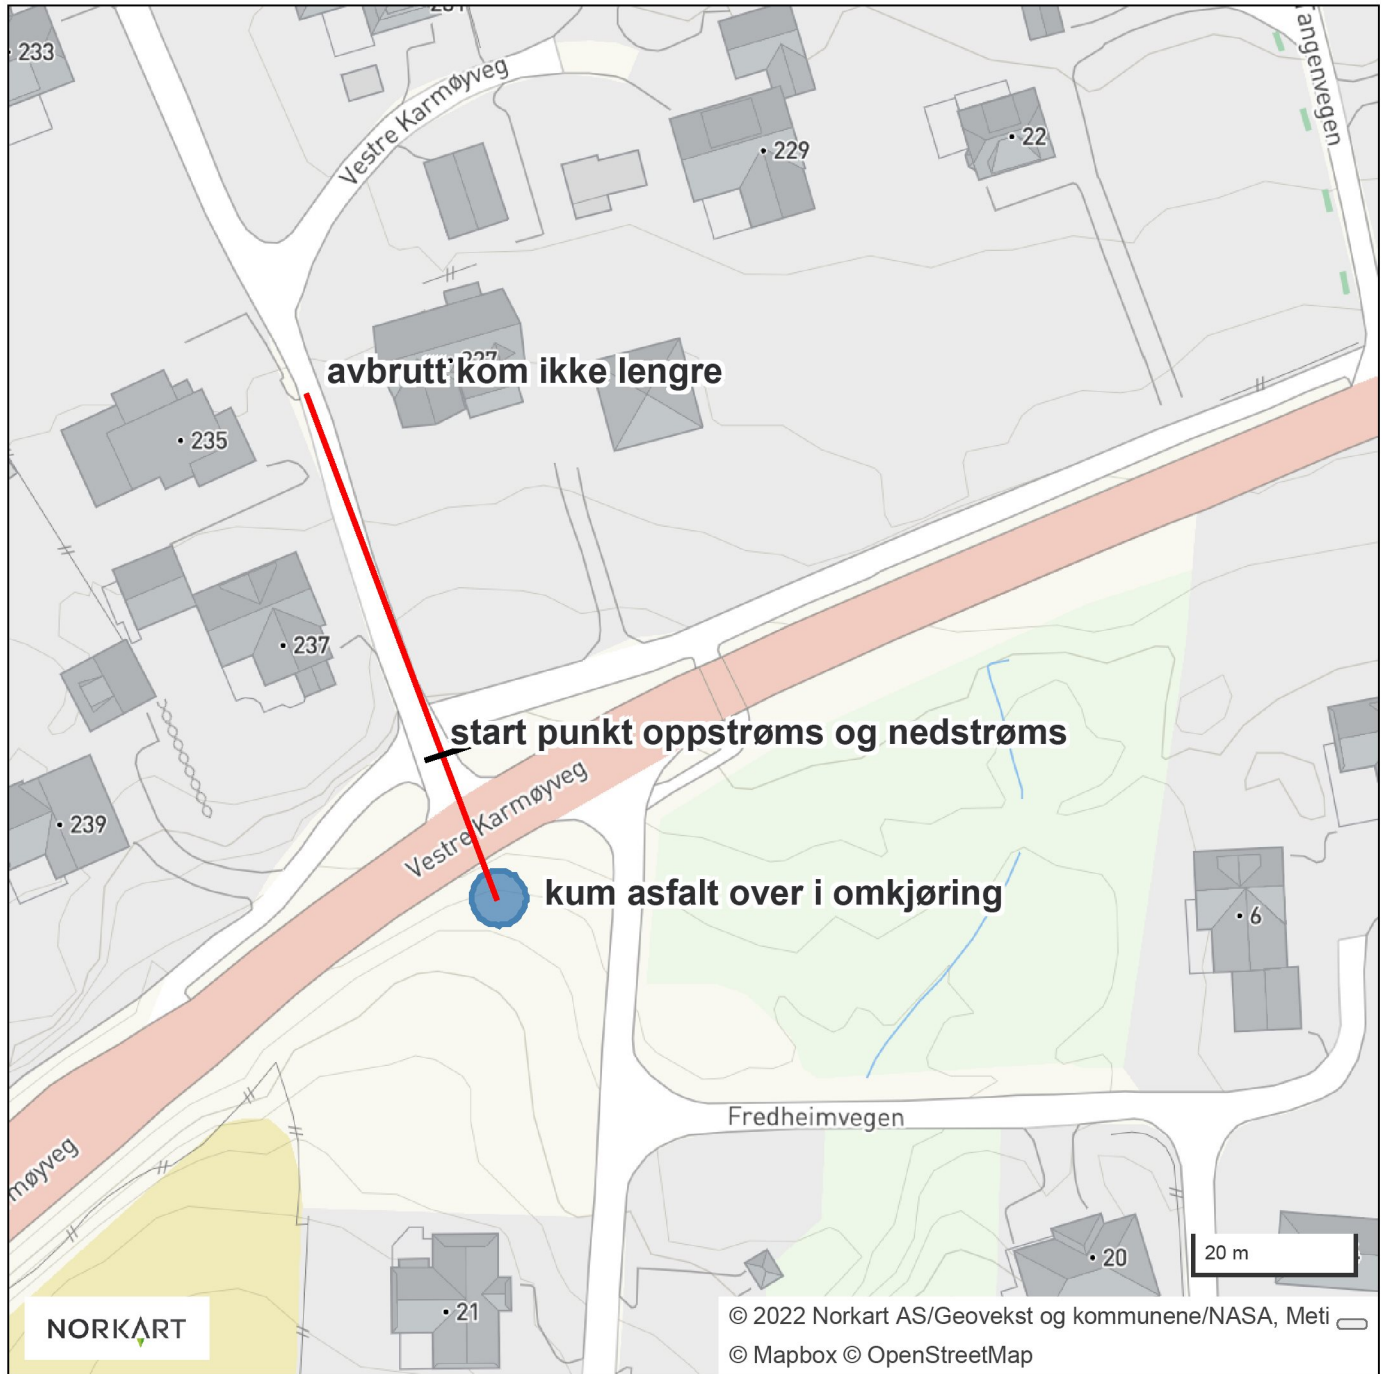 233
Vestre Karmøyveg
229
22
Tangenvegen
227
avbrutt kom ikke lengre
235
237
start punkt oppstrøms og nedstrøms
Vestre Karmøyveg
239
kum asfalt over i omkjøring
6
Fredheimvegen
møyveg
20
20 m
21
NORKART
© 2022 Norkart AS/Geovekst og kommunene/NASA, Meti
© Mapbox © OpenStreetMap